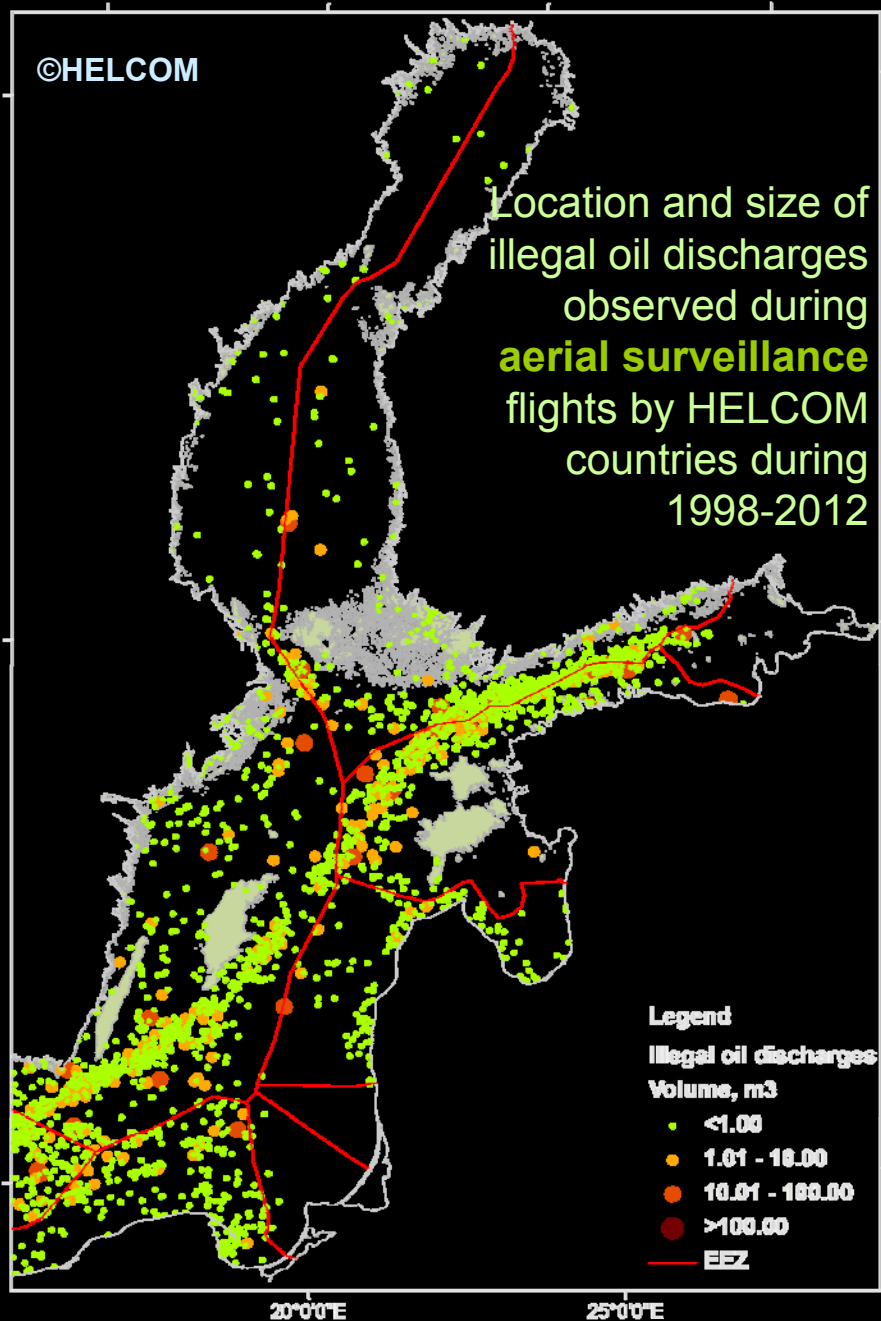 ©HELCOM
Location and size of
illegal oil discharges
observed during
aerial surveillance
flights by HELCOM
countries during
1998-2012
Legend
Illegal oil discharges
Volume, m3
<1.00
1.01 - 10.00
10.01 - 100.00
>100.00
EEZ
20°0'0"E
25°0'0"E